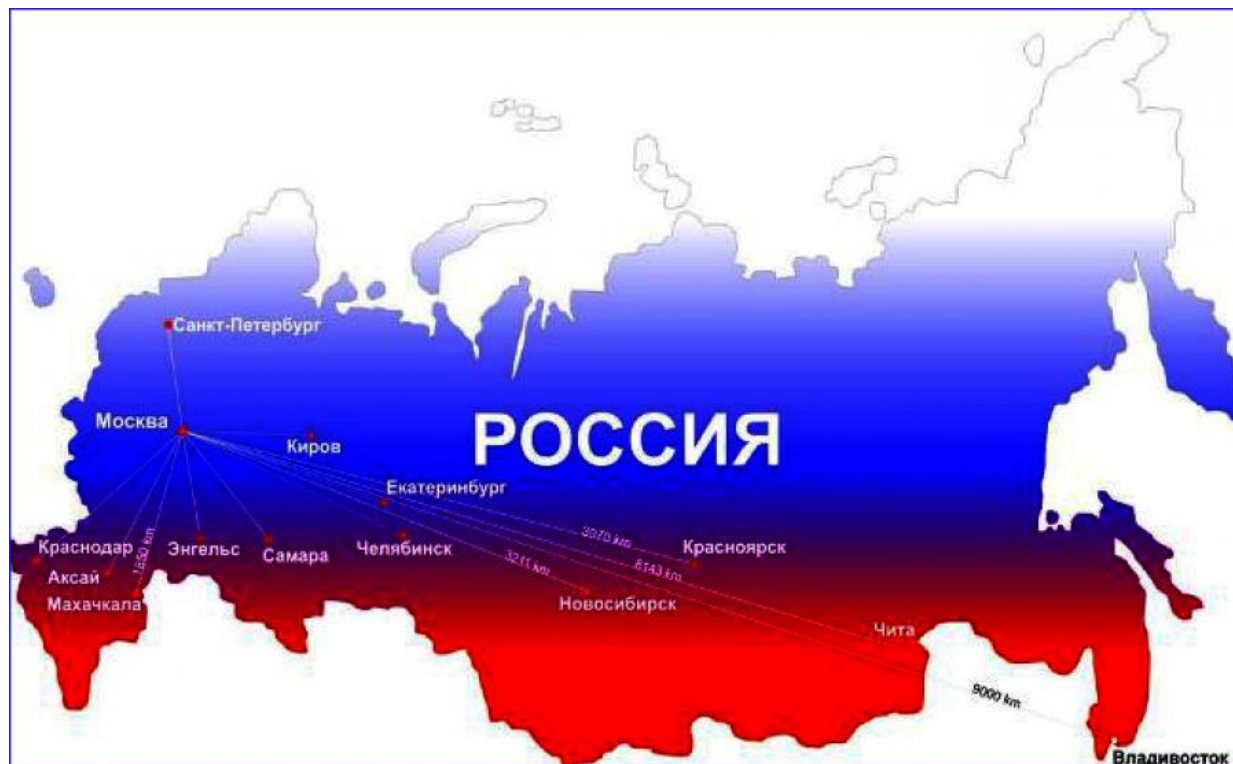 Санкт-Петербург
Москва
Киров
РОССИЯ
Екатеринбург
Краснодар
Энгельс
Самара
Челябинск
Красноярск
3970 km
6143 km
3211 km
1830 km
Аксай
Махачкала
Новосибирск
Чита
9000 km
Владивосток